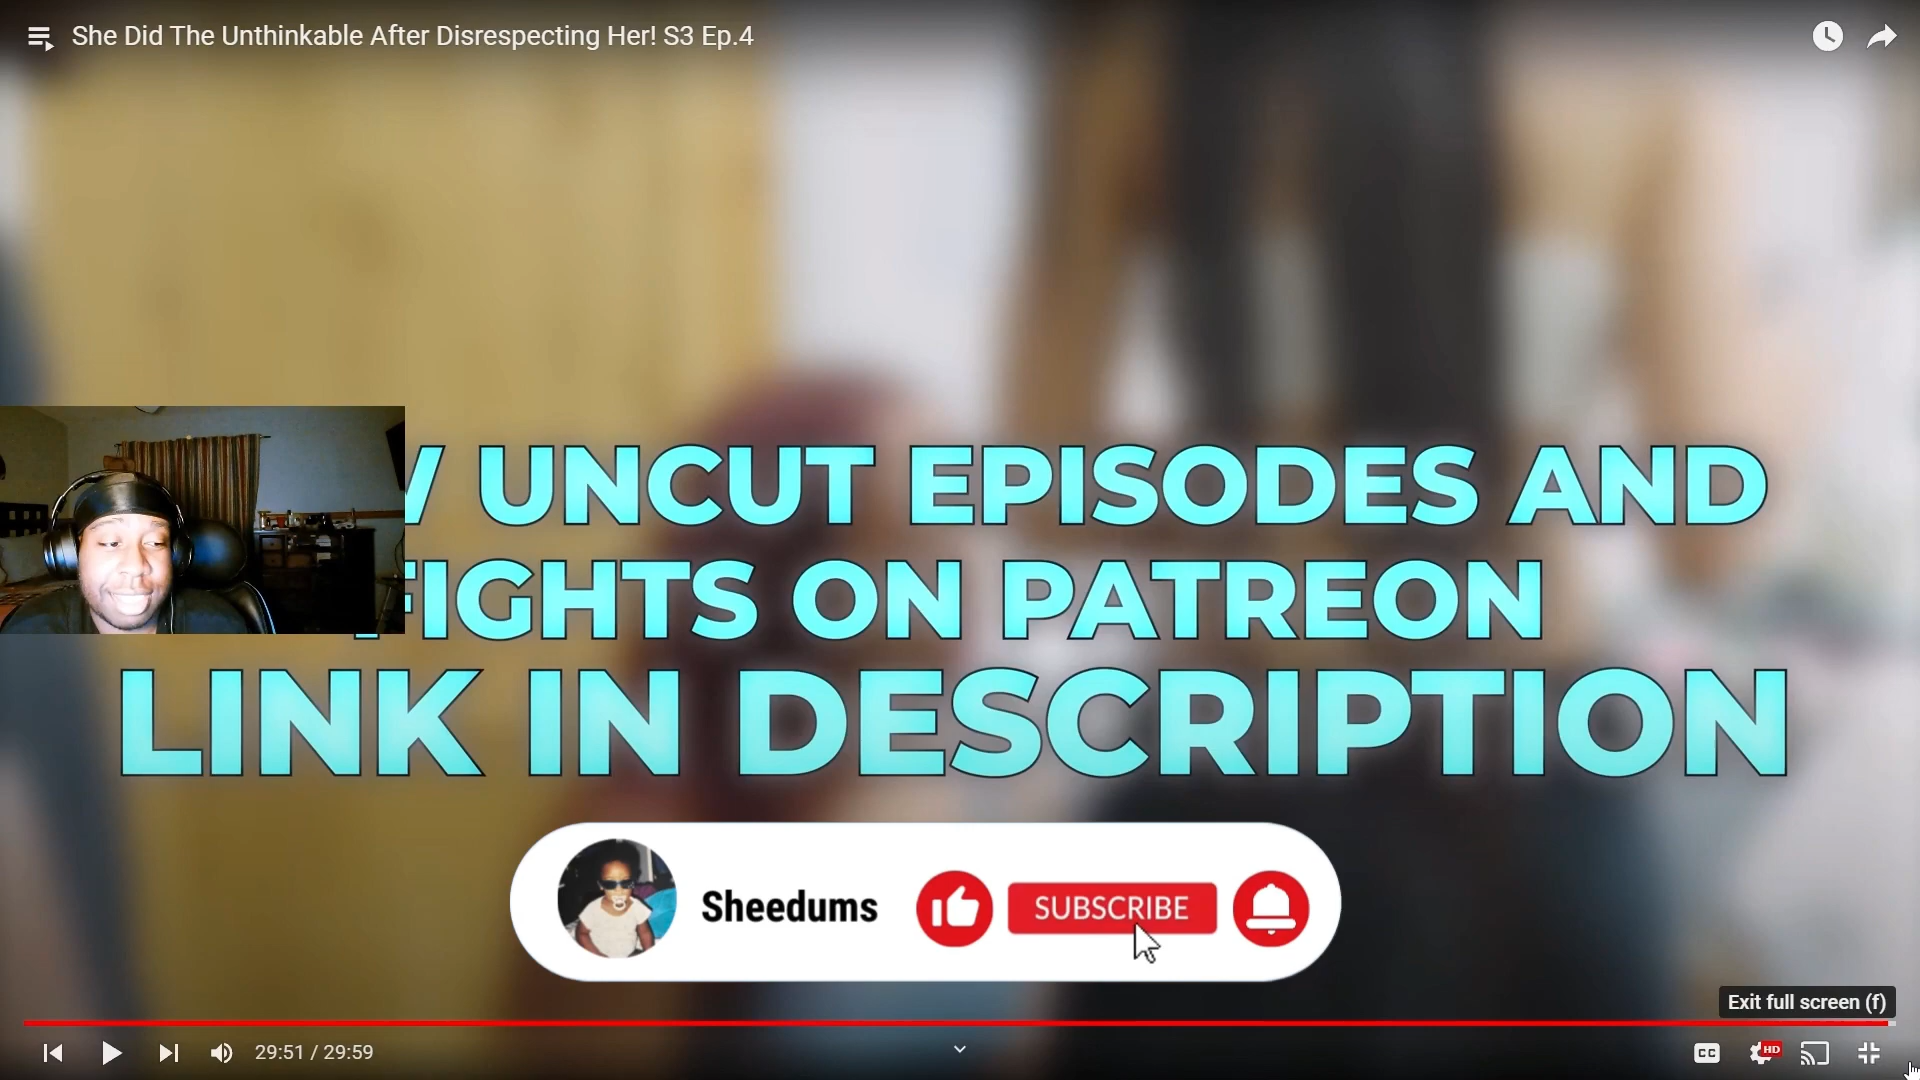 She Did The Unthinkable After Disrespecting Her! S3 Ep.4
UNCUT EPISODES AND
FIGHTS ON PATREON
LINK IN DESCRIPTION
Sheedums
SUBSCRIBE
Exit full screen (f)
29:51 / 29:59
CC
HD